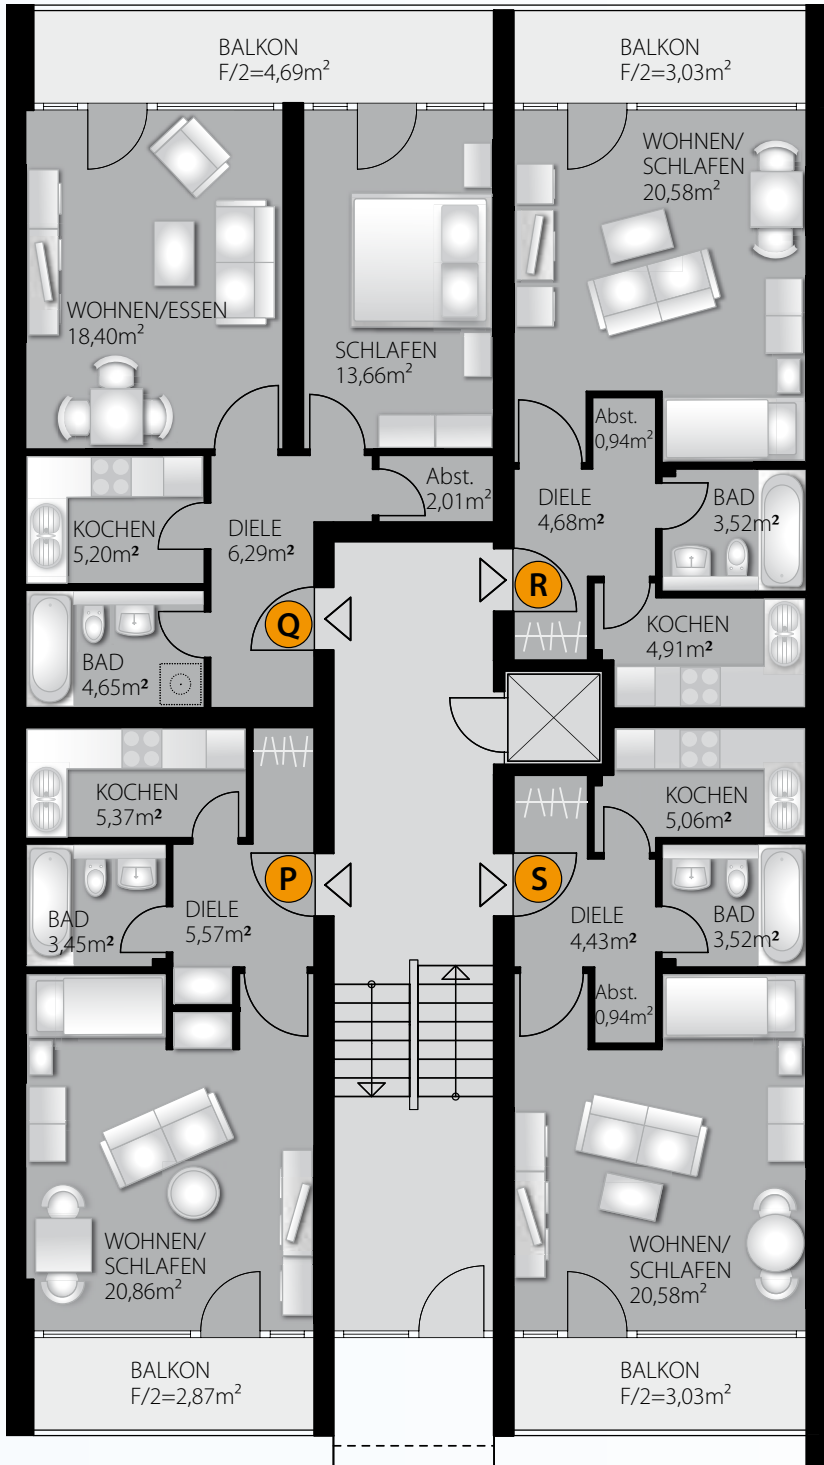 BALKON
F/2=4,69m²
BALKON
F/2=3,03m²
WOHNEN/
SCHLAFEN
20,58m²
WOHNEN/ESSEN
18,40m²
SCHLAFEN
13,66m²
Abst.
0,94m²
Abst.
2,01m²
KOCHEN
5,20m²
DIELE
6,29m²
DIELE
4,68m²
BAD
3,52m²
R
Q
KOCHEN
4,91m²
BAD
4,65m²
KOCHEN
5,37m²
KOCHEN
5,06m²
P
S
BAD
3,45m²
DIELE
5,57m²
DIELE
4,43m²
BAD
3,52m²
Abst.
0,94m²
WOHNEN/
SCHLAFEN
20,86m²
WOHNEN/
SCHLAFEN
20,58m²
BALKON
F/2=2,87m²
BALKON
F/2=3,03m²